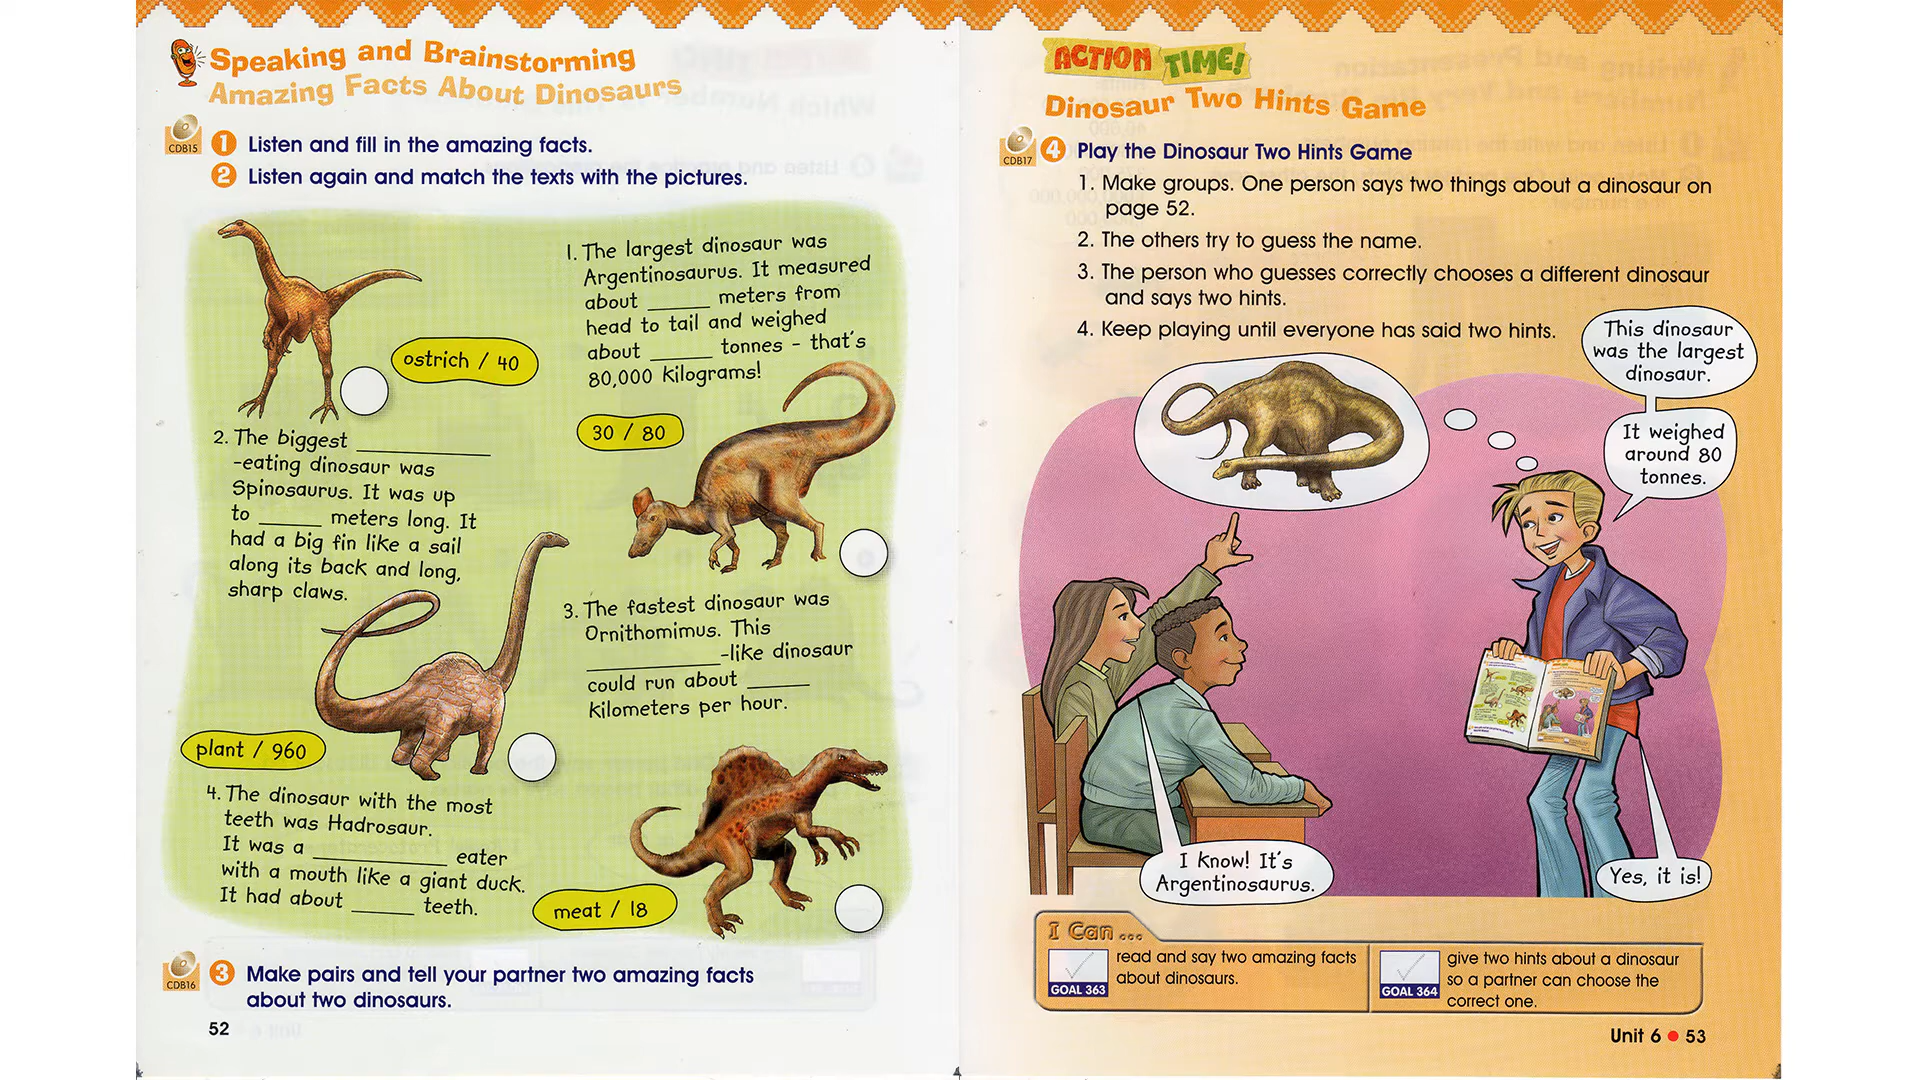 Speaking and Brainstorming
Amazing Facts About Dinosaurs
CDB15
1 Listen and fill in the amazing facts.
2 Listen again and match the texts with the pictures.
1. The largest dinosaur was
Argentinosaurus. It measured
about ______ meters from
head to tail and weighed
about ______ tonnes - that's
80,000 kilograms!
ostrich / 40
30 / 80
2. The biggest ____________
-eating dinosaur was
Spinosaurus. It was up
to ______ meters long. It
had a big fin like a sail
along its back and long,
sharp claws.
3. The fastest dinosaur was
Ornithomimus. This
____________-like dinosaur
could run about ______
kilometers per hour.
plant / 960
4. The dinosaur with the most
teeth was Hadrosaur.
It was a ____________ eater
with a mouth like a giant duck.
It had about ______ teeth.
meat / 18
CDB16
3 Make pairs and tell your partner two amazing facts
about two dinosaurs.
52
ACTION TIME!
Dinosaur Two Hints Game
CDB17
4 Play the Dinosaur Two Hints Game
1. Make groups. One person says two things about a dinosaur on
page 52.
2. The others try to guess the name.
3. The person who guesses correctly chooses a different dinosaur
and says two hints.
4. Keep playing until everyone has said two hints.
This dinosaur
was the largest
dinosaur.
It weighed
around 80
tonnes.
I know! It's
Argentinosaurus.
Yes, it is!
I Can ...
GOAL 363
read and say two amazing facts
about dinosaurs.
GOAL 364
give two hints about a dinosaur
so a partner can choose the
correct one.
Unit 6 • 53